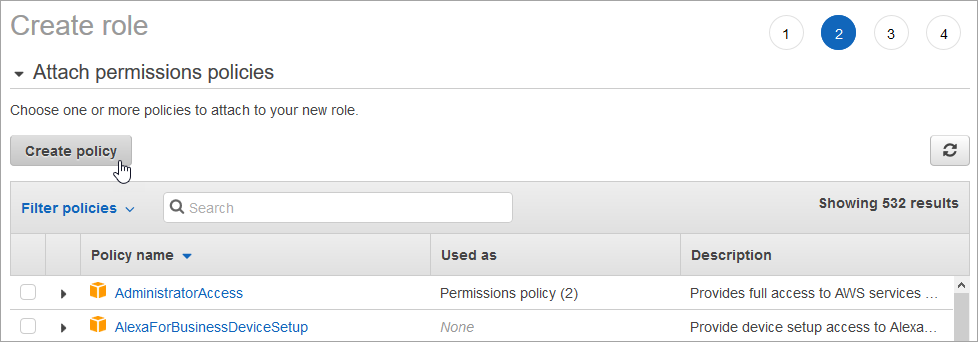 Create role
1 2 3 4
Attach permissions policies
Choose one or more policies to attach to your new role.
Create policy
Filter policies Search Showing 532 results
Policy name Used as Description
AdministratorAccess Permissions policy (2) Provides full access to AWS services ...
AlexaForBusinessDeviceSetup None Provide device setup access to Alexa...